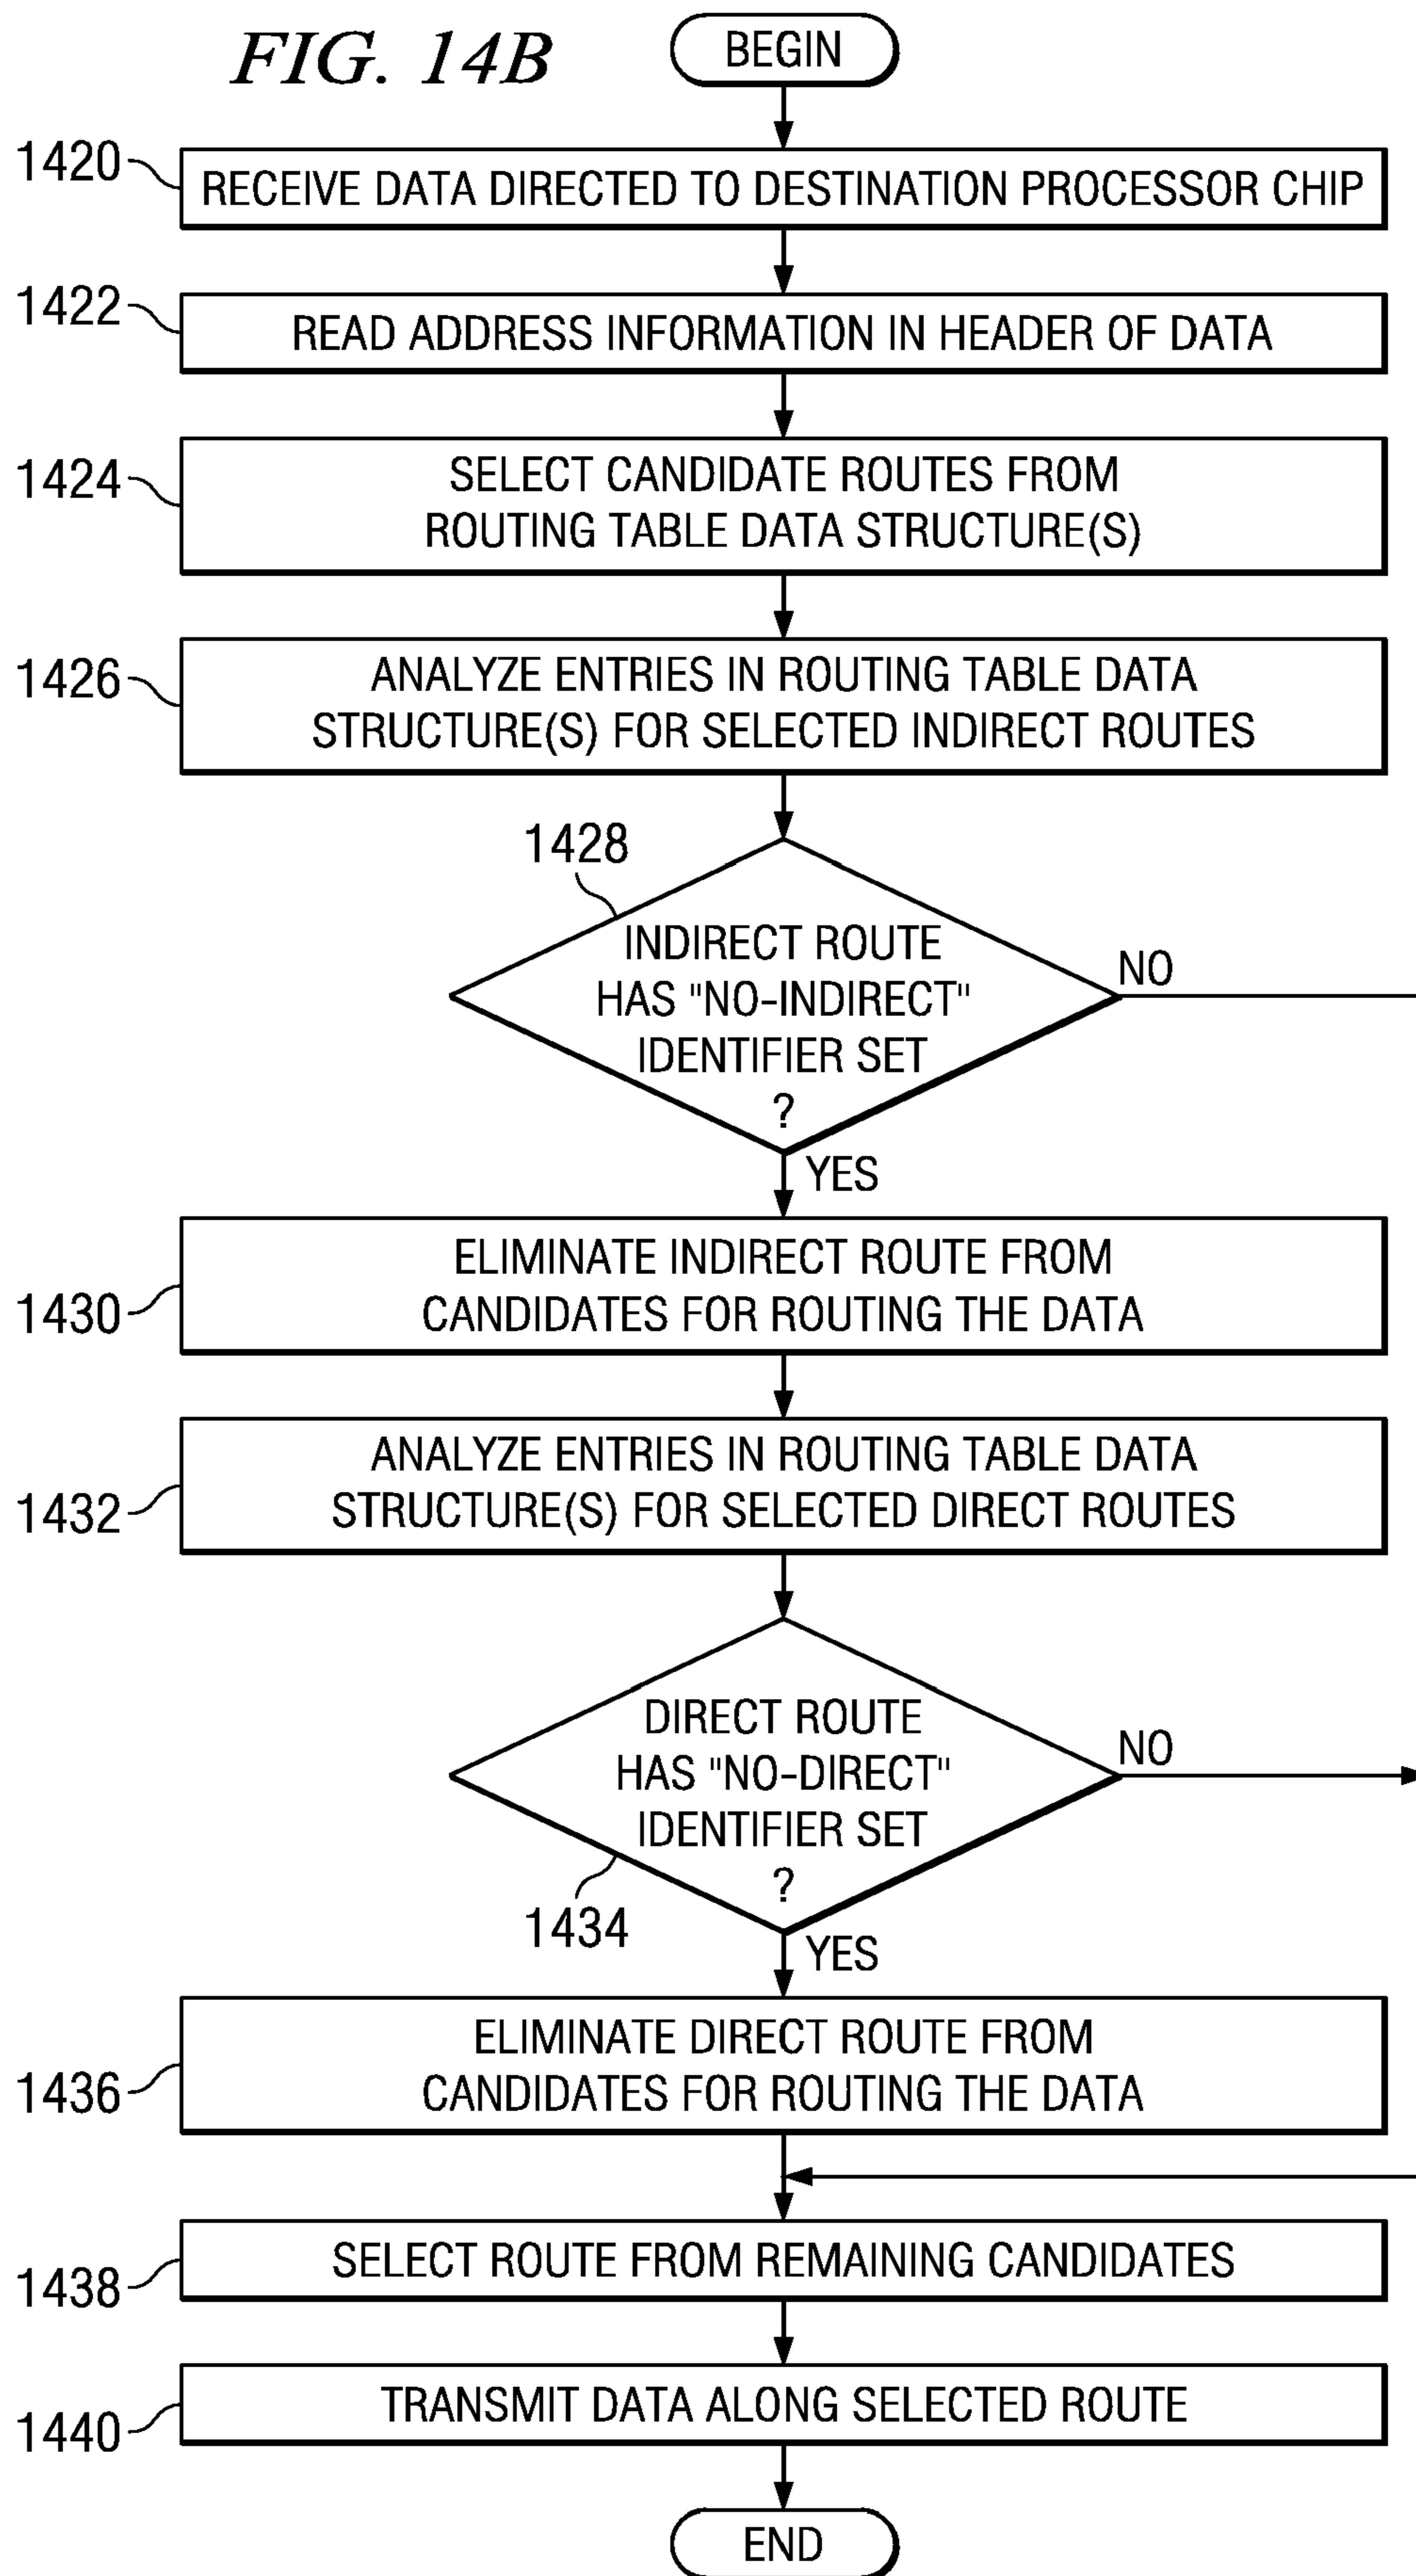 FIG. 14B
BEGIN
1420
RECEIVE DATA DIRECTED TO DESTINATION PROCESSOR CHIP
1422
READ ADDRESS INFORMATION IN HEADER OF DATA
1424
SELECT CANDIDATE ROUTES FROM
ROUTING TABLE DATA STRUCTURE(S)
1426
ANALYZE ENTRIES IN ROUTING TABLE DATA
STRUCTURE(S) FOR SELECTED INDIRECT ROUTES
1428
INDIRECT ROUTE
HAS "NO-INDIRECT"
IDENTIFIER SET
?
NO
YES
1430
ELIMINATE INDIRECT ROUTE FROM
CANDIDATES FOR ROUTING THE DATA
1432
ANALYZE ENTRIES IN ROUTING TABLE DATA
STRUCTURE(S) FOR SELECTED DIRECT ROUTES
DIRECT ROUTE
HAS "NO-DIRECT"
IDENTIFIER SET
?
NO
1434
YES
1436
ELIMINATE DIRECT ROUTE FROM
CANDIDATES FOR ROUTING THE DATA
1438
SELECT ROUTE FROM REMAINING CANDIDATES
1440
TRANSMIT DATA ALONG SELECTED ROUTE
END